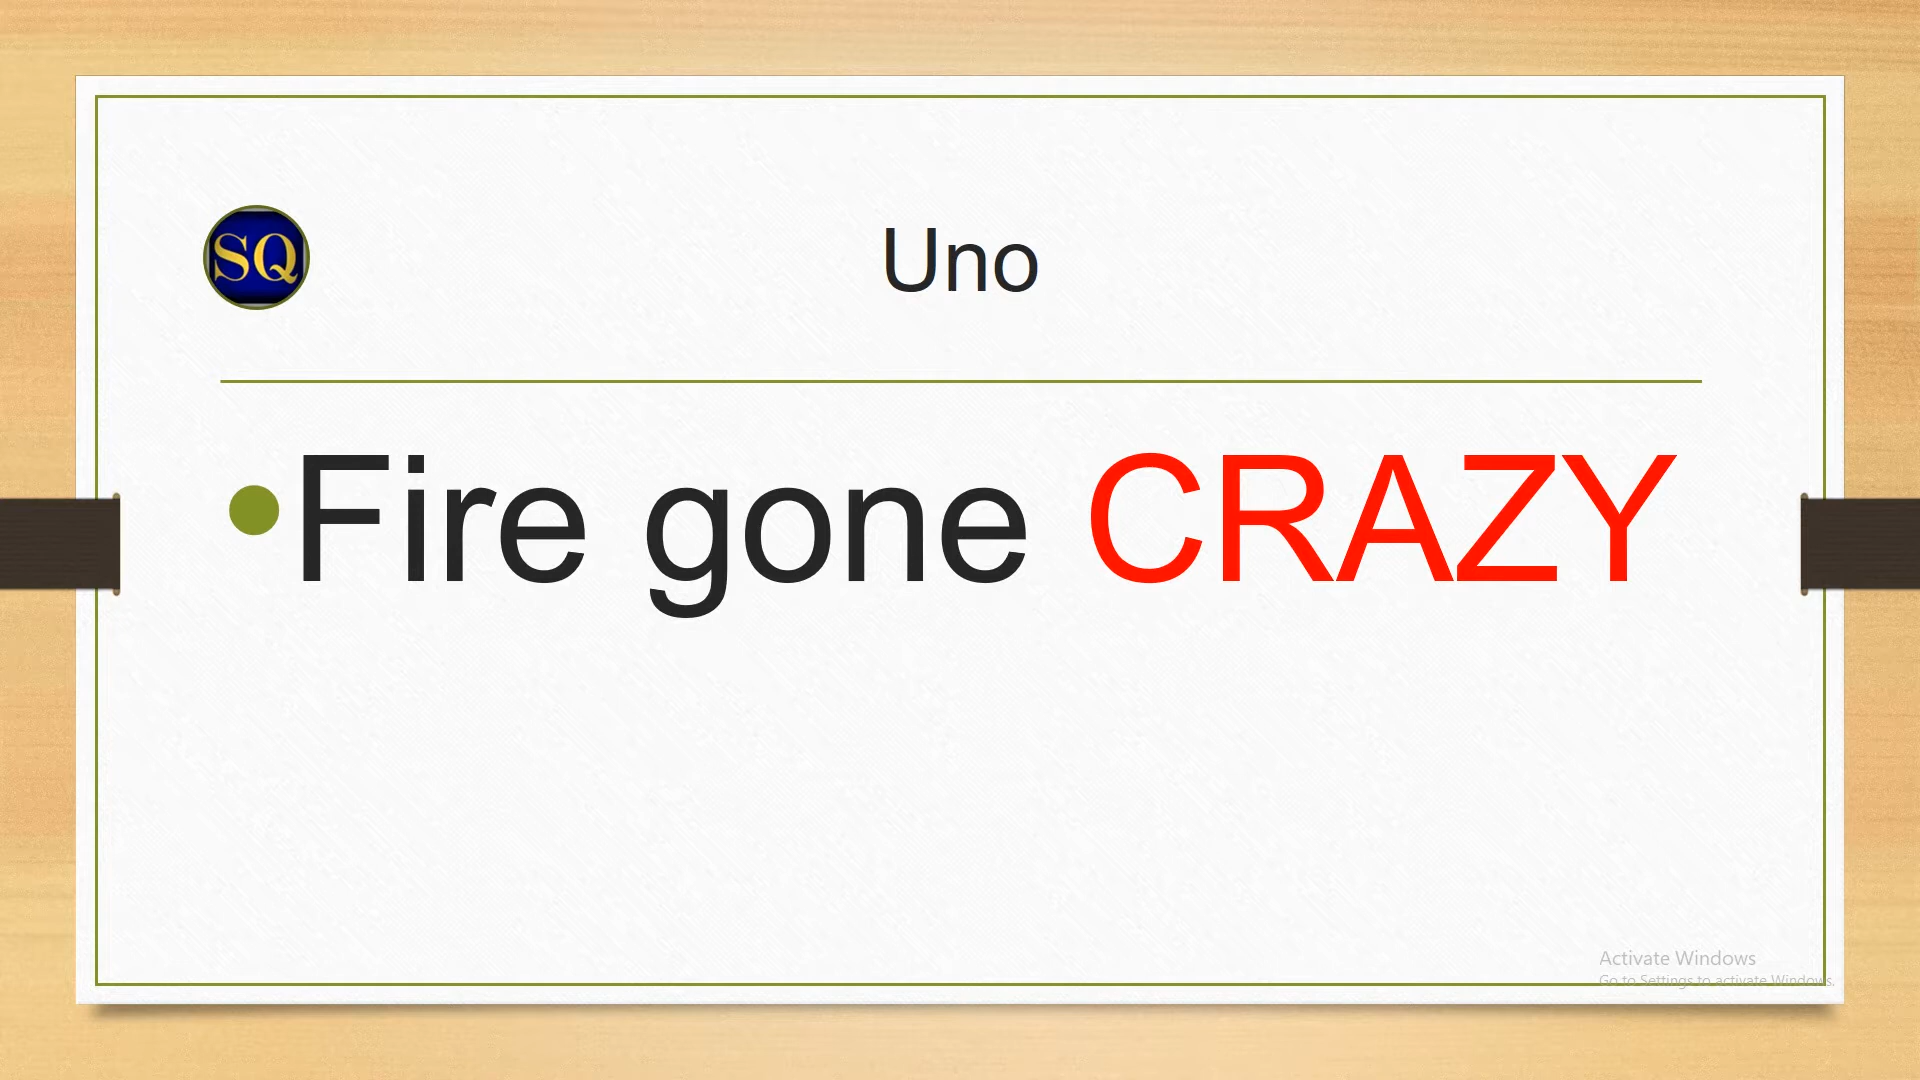 SQ
Uno
Fire gone CRAZY
Activate Windows
Go to Settings to activate Windows.